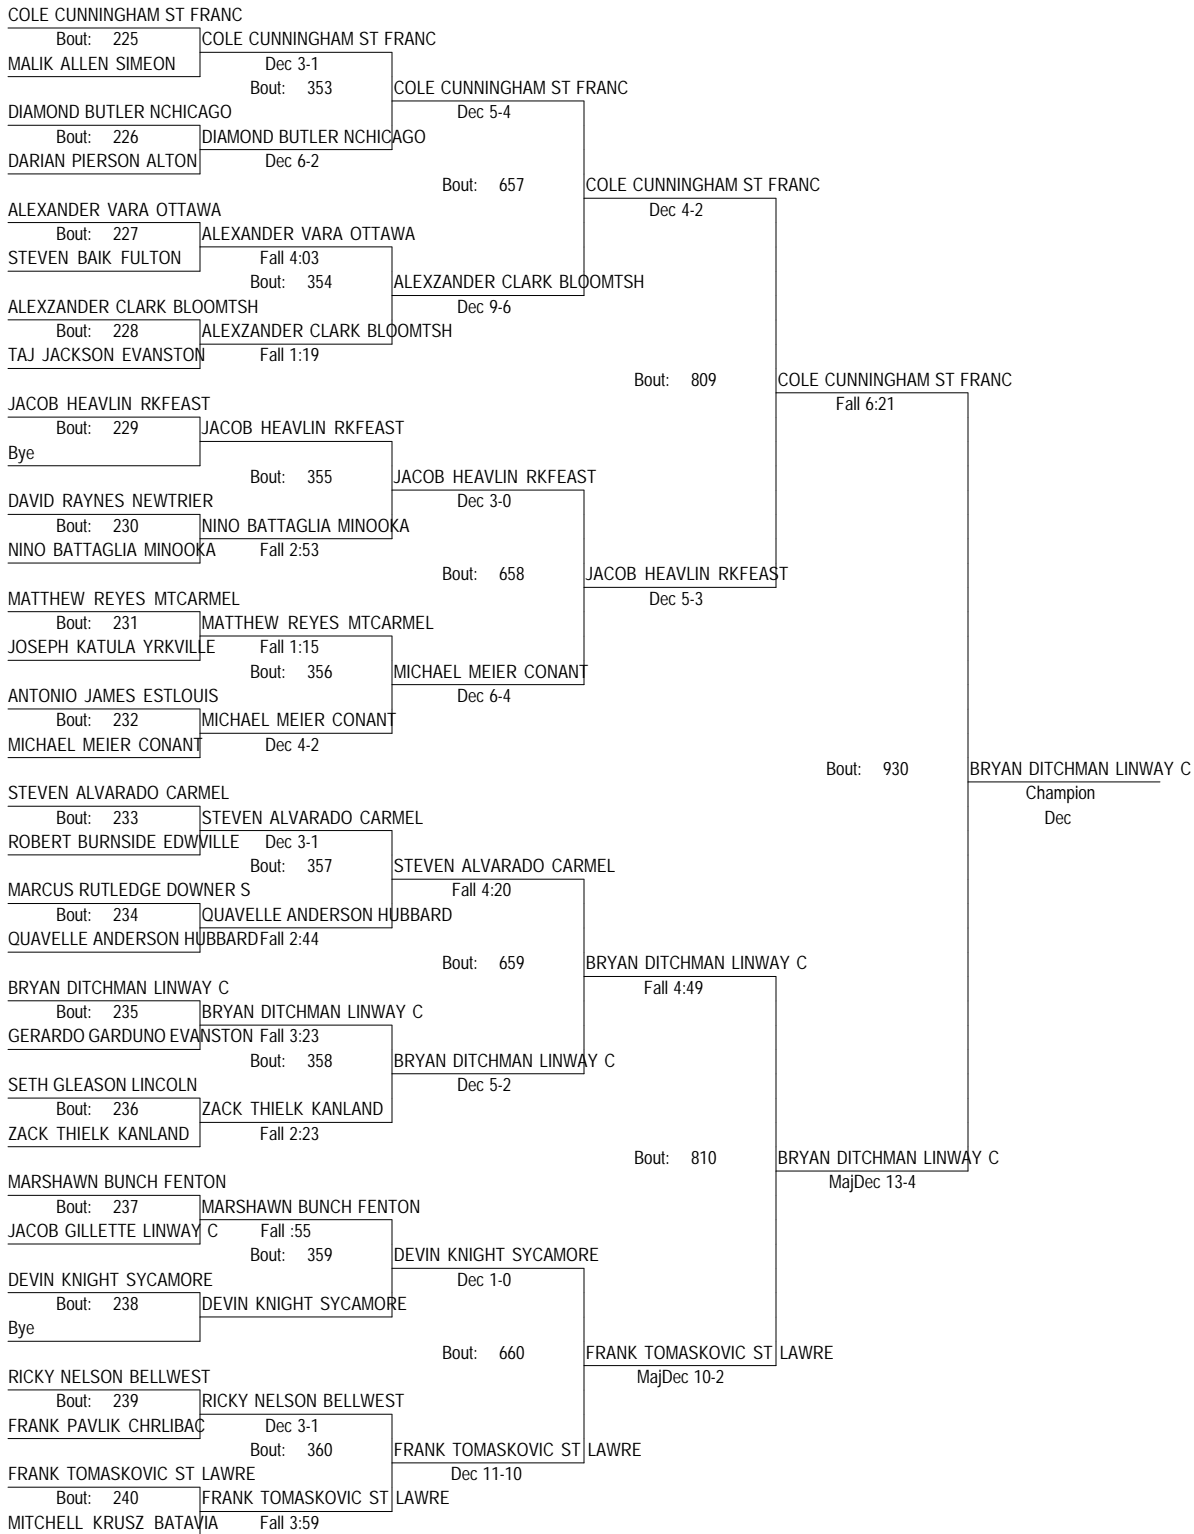 COLE CUNNINGHAM ST FRANC
Bout: 225 COLE CUNNINGHAM ST FRANC
MALIK ALLEN SIMEON Dec 3-1
Bout: 353 COLE CUNNINGHAM ST FRANC
DIAMOND BUTLER NCHICAGO Dec 5-4
Bout: 226 DIAMOND BUTLER NCHICAGO
DARIAN PIERSON ALTON Dec 6-2
Bout: 657 COLE CUNNINGHAM ST FRANC
ALEXANDER VARA OTTAWA Dec 4-2
Bout: 227 ALEXANDER VARA OTTAWA
STEVEN BAIK FULTON Fall 4:03
Bout: 354 ALEXZANDER CLARK BLOOMTSH
ALEXZANDER CLARK BLOOMTSH Dec 9-6
Bout: 228 ALEXZANDER CLARK BLOOMTSH
TAJ JACKSON EVANSTON Fall 1:19
Bout: 809 COLE CUNNINGHAM ST FRANC
JACOB HEAVLIN RKFEAST Fall 6:21
Bout: 229 JACOB HEAVLIN RKFEAST
Bye
Bout: 355 JACOB HEAVLIN RKFEAST
DAVID RAYNES NEWTRIER Dec 3-0
Bout: 230 NINO BATTAGLIA MINOOKA
NINO BATTAGLIA MINOOKA Fall 2:53
Bout: 658 JACOB HEAVLIN RKFEAST
MATTHEW REYES MTCARMEL Dec 5-3
Bout: 231 MATTHEW REYES MTCARMEL
JOSEPH KATULA YRKVILLE Fall 1:15
Bout: 356 MICHAEL MEIER CONANT
ANTONIO JAMES ESTLOUIS Dec 6-4
Bout: 232 MICHAEL MEIER CONANT
MICHAEL MEIER CONANT Dec 4-2
Bout: 930 BRYAN DITCHMAN LINWAY C
STEVEN ALVARADO CARMEL Champion
Bout: 233 STEVEN ALVARADO CARMEL Dec
ROBERT BURNSIDE EDWVILLE Dec 3-1
Bout: 357 STEVEN ALVARADO CARMEL
MARCUS RUTLEDGE DOWNER S Fall 4:20
Bout: 234 QUAVELLE ANDERSON HUBBARD
QUAVELLE ANDERSON HUBBARD Fall 2:44
Bout: 659 BRYAN DITCHMAN LINWAY C
BRYAN DITCHMAN LINWAY C Fall 4:49
Bout: 235 BRYAN DITCHMAN LINWAY C
GERARDO GARDUNO EVANSTON Fall 3:23
Bout: 358 BRYAN DITCHMAN LINWAY C
SETH GLEASON LINCOLN Dec 5-2
Bout: 236 ZACK THIELK KANLAND
ZACK THIELK KANLAND Fall 2:23
Bout: 810 BRYAN DITCHMAN LINWAY C
MARSHAWN BUNCH FENTON MajDec 13-4
Bout: 237 MARSHAWN BUNCH FENTON
JACOB GILLETTE LINWAY C Fall :55
Bout: 359 DEVIN KNIGHT SYCAMORE
DEVIN KNIGHT SYCAMORE Dec 1-0
Bout: 238 DEVIN KNIGHT SYCAMORE
Bye
Bout: 660 FRANK TOMASKOVIC ST LAWRE
RICKY NELSON BELLWEST MajDec 10-2
Bout: 239 RICKY NELSON BELLWEST
FRANK PAVLIK CHRLIBAC Dec 3-1
Bout: 360 FRANK TOMASKOVIC ST LAWRE
FRANK TOMASKOVIC ST LAWRE Dec 11-10
Bout: 240 FRANK TOMASKOVIC ST LAWRE
MITCHELL KRUSZ BATAVIA Fall 3:59